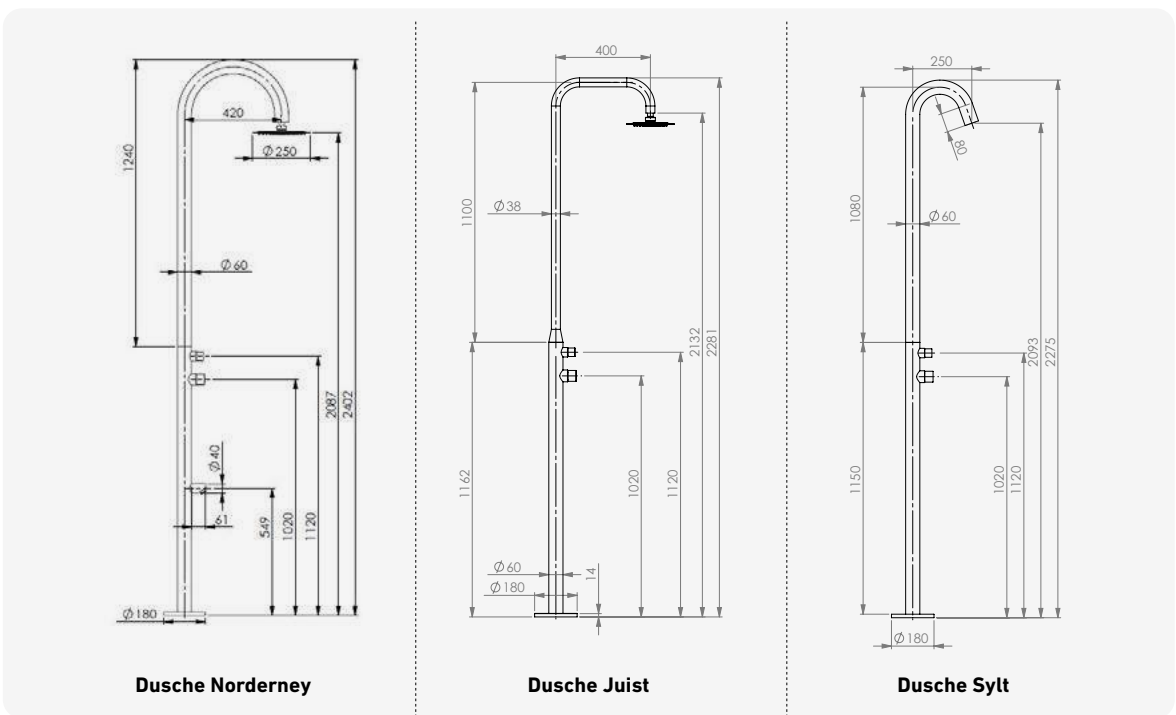 420
Ø 250
1240
Ø 60
2087
2402
Ø 40
61
549
1020
1120
Ø 180
Dusche Norderney
400
1100
Ø 38
2132
2281
1162
1020
1120
Ø 60
14
Ø 180
Dusche Juist
250
80
1080
Ø 60
2093
2275
1150
1020
1120
Ø 180
Dusche Sylt